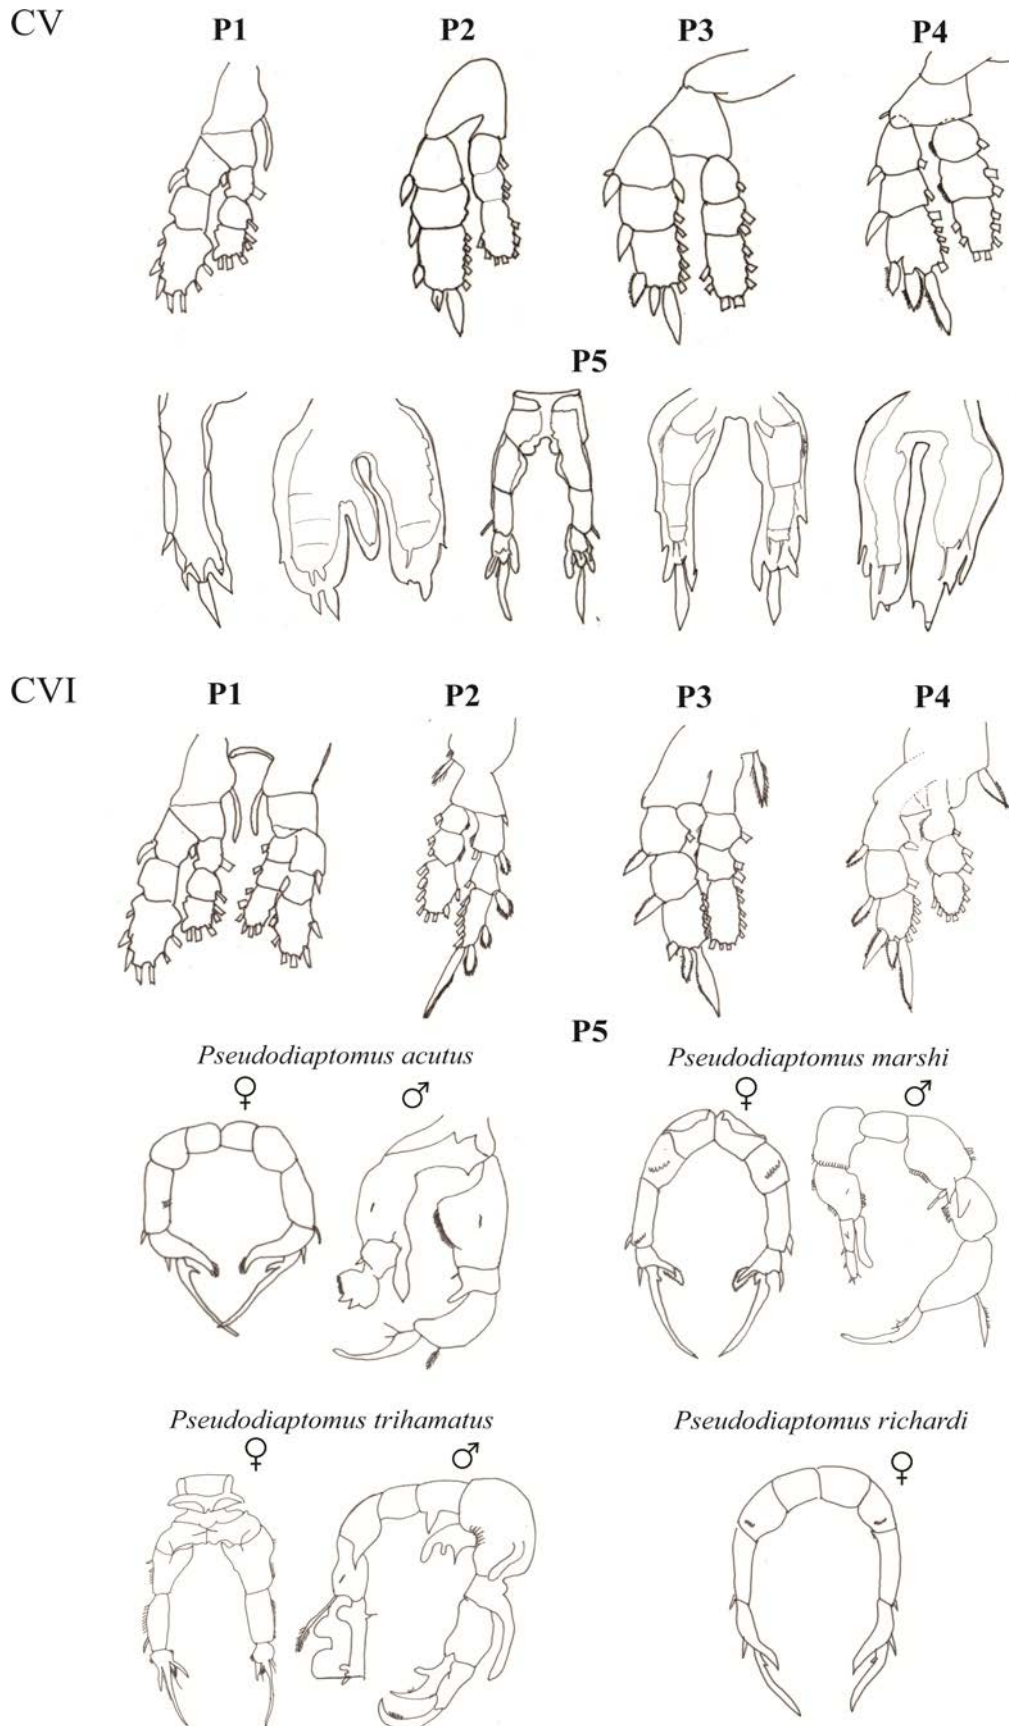 CV
P1 P2 P3 P4
P5
CVI
P1 P2 P3 P4
P5
Pseudodiaptomus acutus Pseudodiaptomus marshi
♀ ♂ ♀ ♂
Pseudodiaptomus trihamatus Pseudodiaptomus richardi
♀ ♂ ♀